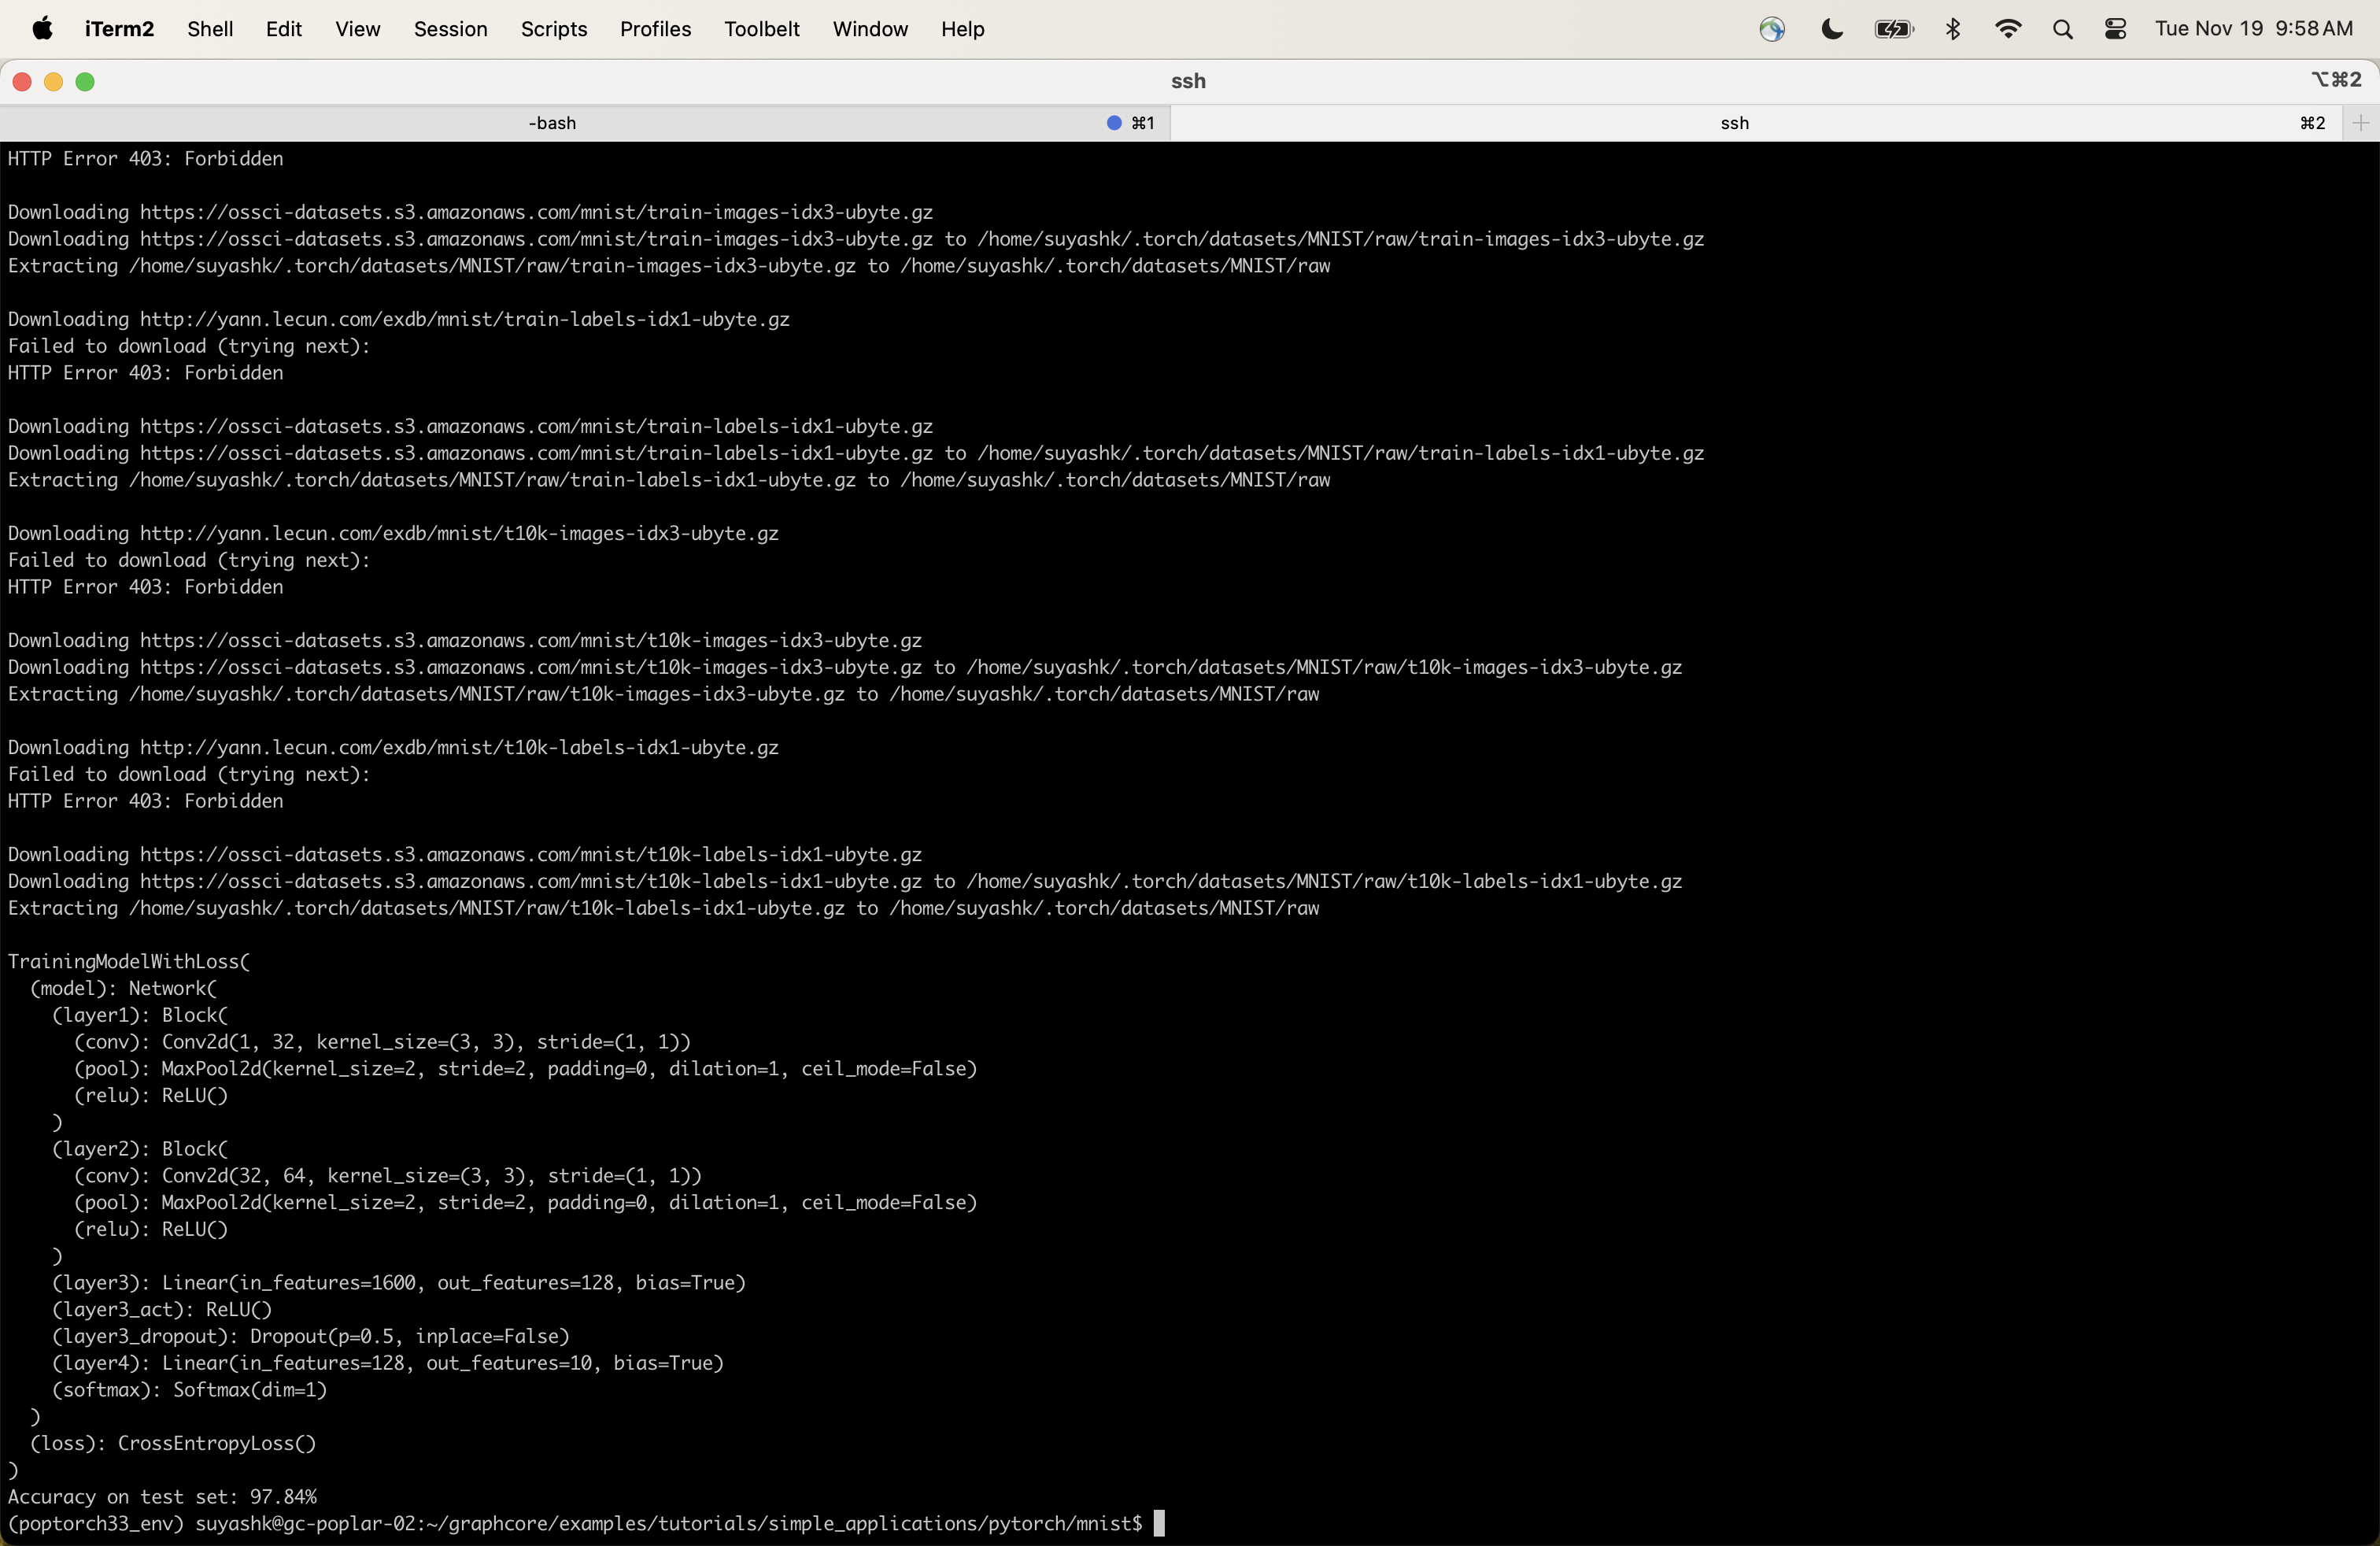 iTerm2 Shell Edit View Session Scripts Profiles Toolbelt Window Help Tue Nov 19 9:58 AM
ssh ⌥⌘2
-bash ⌘1 ssh ⌘2
HTTP Error 403: Forbidden
Downloading https://ossci-datasets.s3.amazonaws.com/mnist/train-images-idx3-ubyte.gz
Downloading https://ossci-datasets.s3.amazonaws.com/mnist/train-images-idx3-ubyte.gz to /home/suyashk/.torch/datasets/MNIST/raw/train-images-idx3-ubyte.gz
Extracting /home/suyashk/.torch/datasets/MNIST/raw/train-images-idx3-ubyte.gz to /home/suyashk/.torch/datasets/MNIST/raw
Downloading http://yann.lecun.com/exdb/mnist/train-labels-idx1-ubyte.gz
Failed to download (trying next):
HTTP Error 403: Forbidden
Downloading https://ossci-datasets.s3.amazonaws.com/mnist/train-labels-idx1-ubyte.gz
Downloading https://ossci-datasets.s3.amazonaws.com/mnist/train-labels-idx1-ubyte.gz to /home/suyashk/.torch/datasets/MNIST/raw/train-labels-idx1-ubyte.gz
Extracting /home/suyashk/.torch/datasets/MNIST/raw/train-labels-idx1-ubyte.gz to /home/suyashk/.torch/datasets/MNIST/raw
Downloading http://yann.lecun.com/exdb/mnist/t10k-images-idx3-ubyte.gz
Failed to download (trying next):
HTTP Error 403: Forbidden
Downloading https://ossci-datasets.s3.amazonaws.com/mnist/t10k-images-idx3-ubyte.gz
Downloading https://ossci-datasets.s3.amazonaws.com/mnist/t10k-images-idx3-ubyte.gz to /home/suyashk/.torch/datasets/MNIST/raw/t10k-images-idx3-ubyte.gz
Extracting /home/suyashk/.torch/datasets/MNIST/raw/t10k-images-idx3-ubyte.gz to /home/suyashk/.torch/datasets/MNIST/raw
Downloading http://yann.lecun.com/exdb/mnist/t10k-labels-idx1-ubyte.gz
Failed to download (trying next):
HTTP Error 403: Forbidden
Downloading https://ossci-datasets.s3.amazonaws.com/mnist/t10k-labels-idx1-ubyte.gz
Downloading https://ossci-datasets.s3.amazonaws.com/mnist/t10k-labels-idx1-ubyte.gz to /home/suyashk/.torch/datasets/MNIST/raw/t10k-labels-idx1-ubyte.gz
Extracting /home/suyashk/.torch/datasets/MNIST/raw/t10k-labels-idx1-ubyte.gz to /home/suyashk/.torch/datasets/MNIST/raw
TrainingModelWithLoss(
  (model): Network(
    (layer1): Block(
      (conv): Conv2d(1, 32, kernel_size=(3, 3), stride=(1, 1))
      (pool): MaxPool2d(kernel_size=2, stride=2, padding=0, dilation=1, ceil_mode=False)
      (relu): ReLU()
    )
    (layer2): Block(
      (conv): Conv2d(32, 64, kernel_size=(3, 3), stride=(1, 1))
      (pool): MaxPool2d(kernel_size=2, stride=2, padding=0, dilation=1, ceil_mode=False)
      (relu): ReLU()
    )
    (layer3): Linear(in_features=1600, out_features=128, bias=True)
    (layer3_act): ReLU()
    (layer3_dropout): Dropout(p=0.5, inplace=False)
    (layer4): Linear(in_features=128, out_features=10, bias=True)
    (softmax): Softmax(dim=1)
  )
  (loss): CrossEntropyLoss()
)
Accuracy on test set: 97.84%
(poptorch33_env) suyashk@gc-poplar-02:~/graphcore/examples/tutorials/simple_applications/pytorch/mnist$